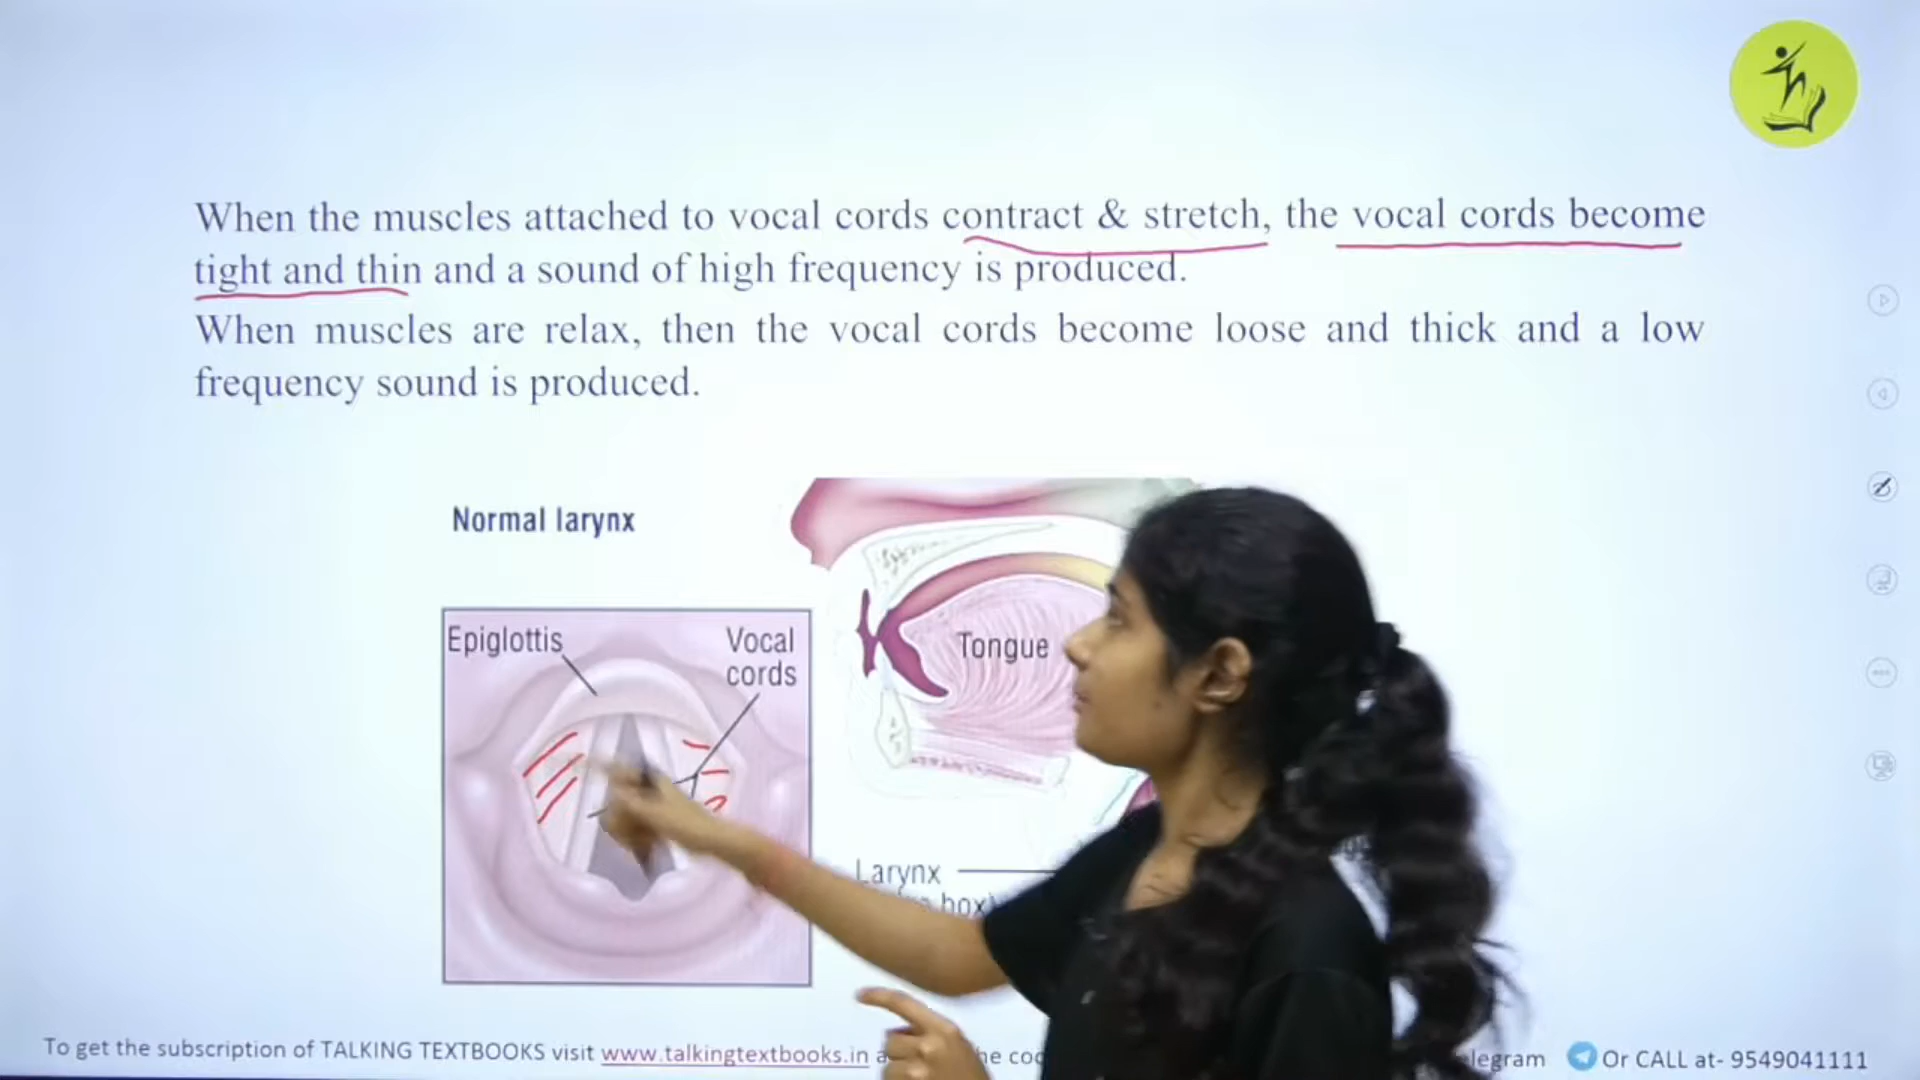 When the muscles attached to vocal cords contract & stretch, the vocal cords become
tight and thin and a sound of high frequency is produced.
When muscles are relax, then the vocal cords become loose and thick and a low
frequency sound is produced.
Normal larynx
Epiglottis
Vocal
cords
Tongue
Larynx
box)
To get the subscription of TALKING TEXTBOOKS visit www.talkingtextbooks.in Or CALL at- 9549041111